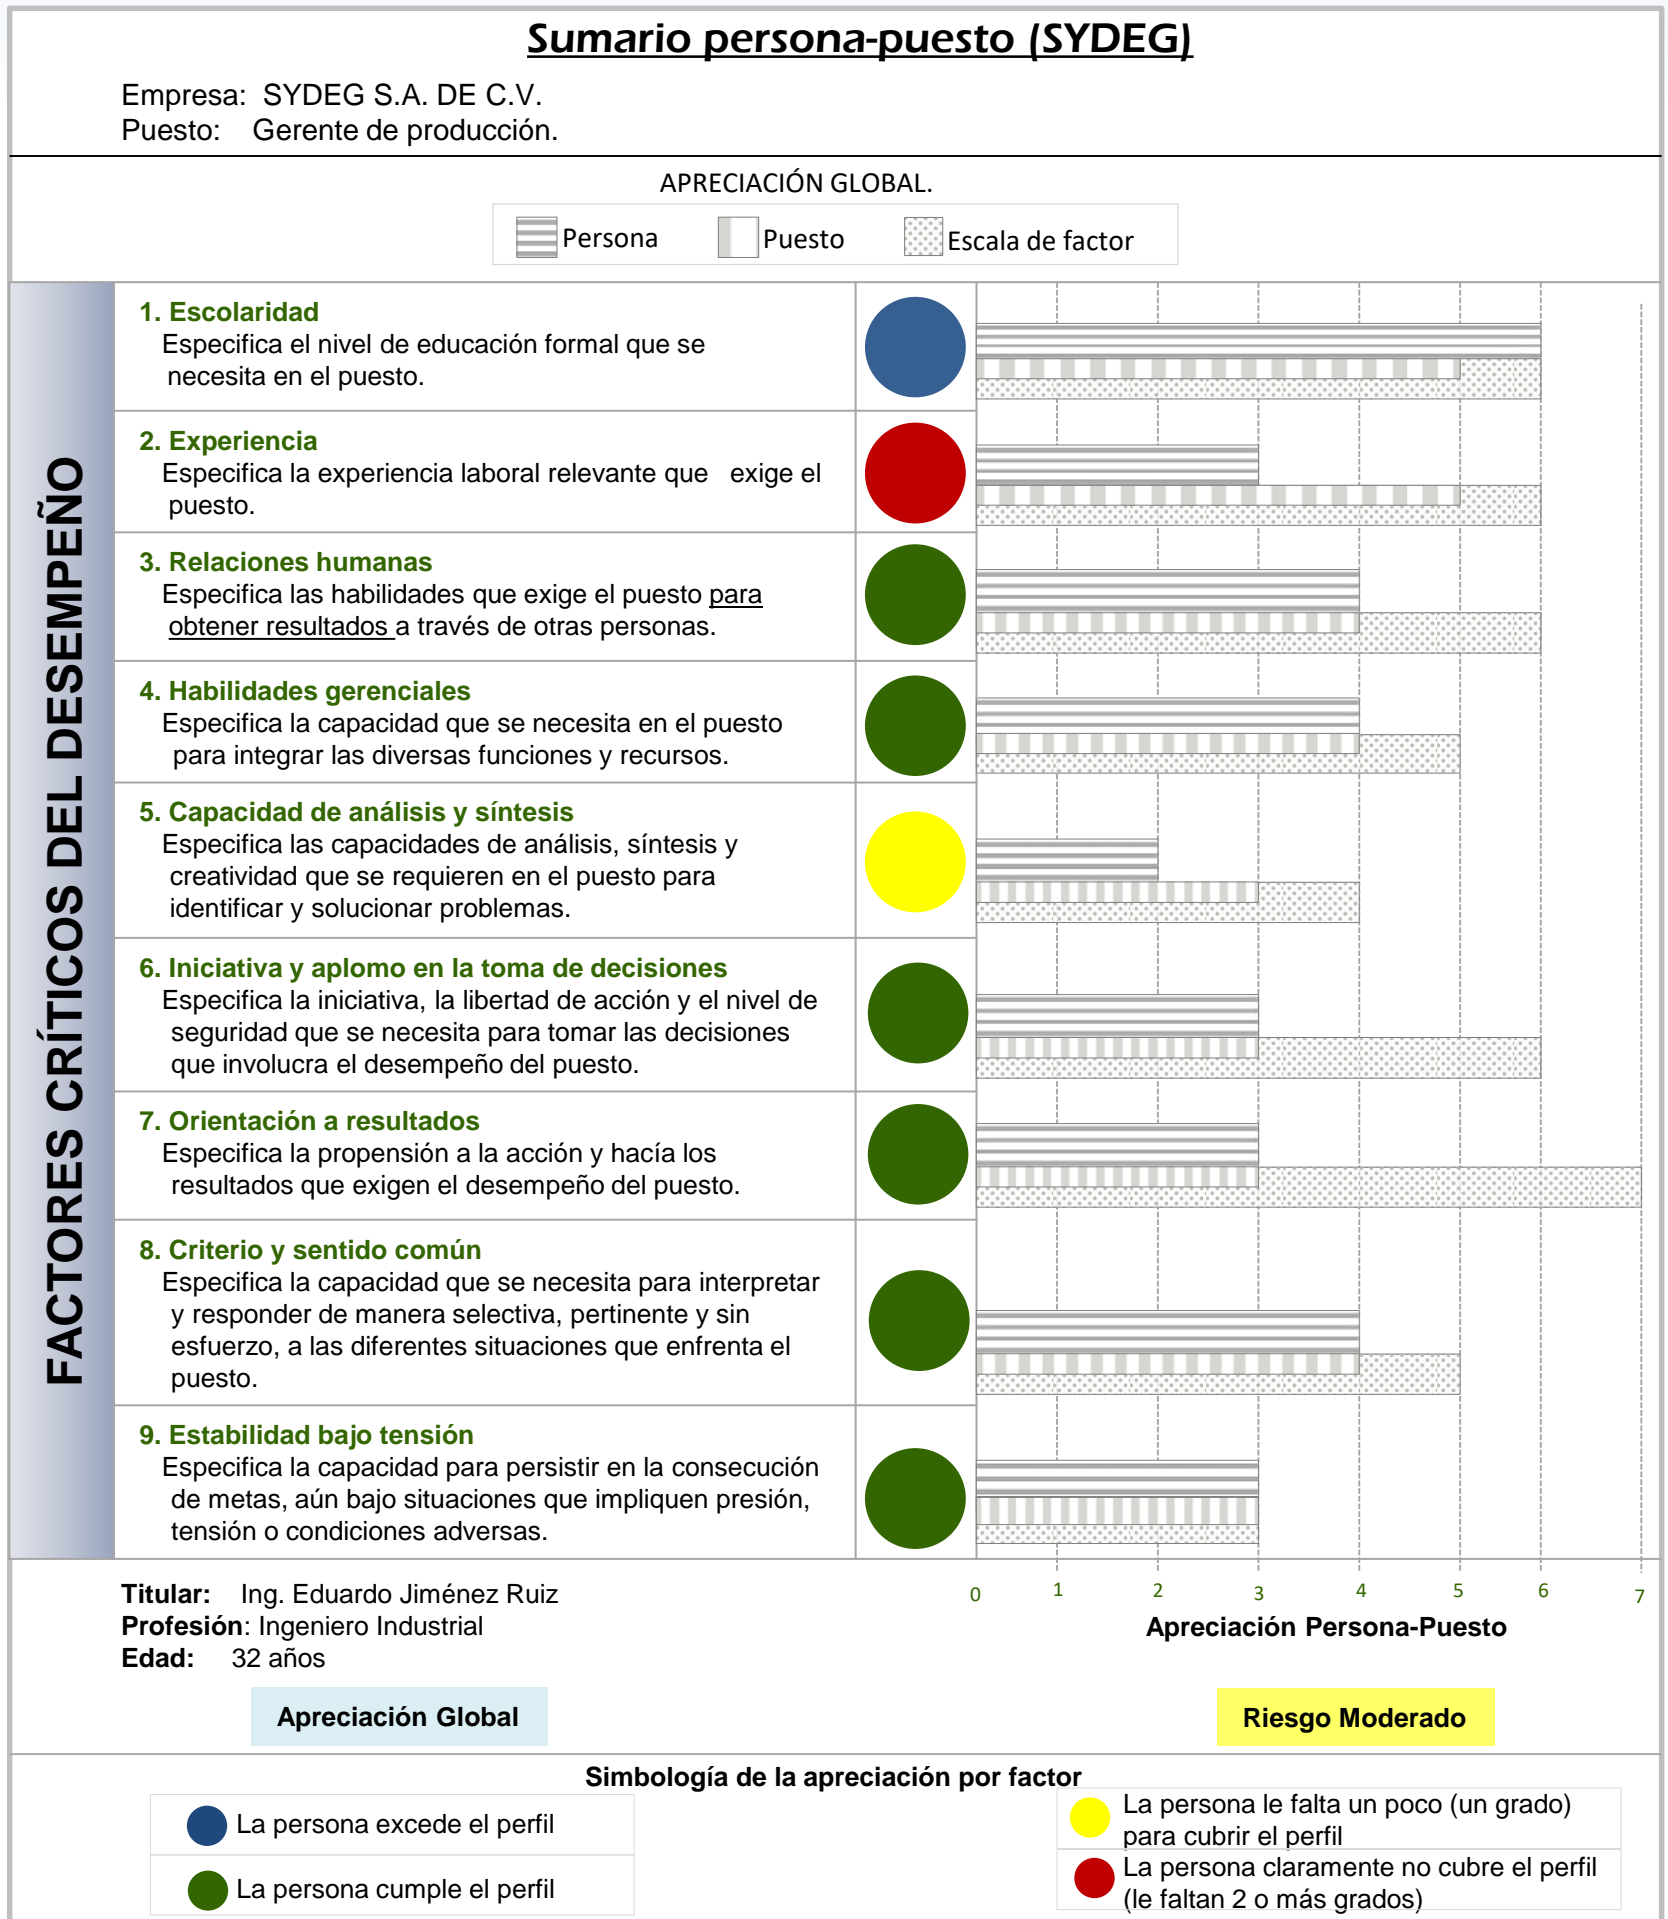 Sumario persona-puesto (SYDEG)
Empresa: SYDEG S.A. DE C.V.
Puesto: Gerente de producción.
APRECIACIÓN GLOBAL.
Persona Puesto Escala de factor
FACTORES CRÍTICOS DEL DESEMPEÑO
1. Escolaridad
Especifica el nivel de educación formal que se
necesita en el puesto.
2. Experiencia
Especifica la experiencia laboral relevante que exige el
puesto.
3. Relaciones humanas
Especifica las habilidades que exige el puesto para
obtener resultados a través de otras personas.
4. Habilidades gerenciales
Especifica la capacidad que se necesita en el puesto
para integrar las diversas funciones y recursos.
5. Capacidad de análisis y síntesis
Especifica las capacidades de análisis, síntesis y
creatividad que se requieren en el puesto para
identificar y solucionar problemas.
6. Iniciativa y aplomo en la toma de decisiones
Especifica la iniciativa, la libertad de acción y el nivel de
seguridad que se necesita para tomar las decisiones
que involucra el desempeño del puesto.
7. Orientación a resultados
Especifica la propensión a la acción y hacía los
resultados que exigen el desempeño del puesto.
8. Criterio y sentido común
Especifica la capacidad que se necesita para interpretar
y responder de manera selectiva, pertinente y sin
esfuerzo, a las diferentes situaciones que enfrenta el
puesto.
9. Estabilidad bajo tensión
Especifica la capacidad para persistir en la consecución
de metas, aún bajo situaciones que impliquen presión,
tensión o condiciones adversas.
0 1 2 3 4 5 6 7
Apreciación Persona-Puesto
Titular: Ing. Eduardo Jiménez Ruiz
Profesión: Ingeniero Industrial
Edad: 32 años
Apreciación Global
Riesgo Moderado
Simbología de la apreciación por factor
La persona excede el perfil
La persona cumple el perfil
La persona le falta un poco (un grado)
para cubrir el perfil
La persona claramente no cubre el perfil
(le faltan 2 o más grados)